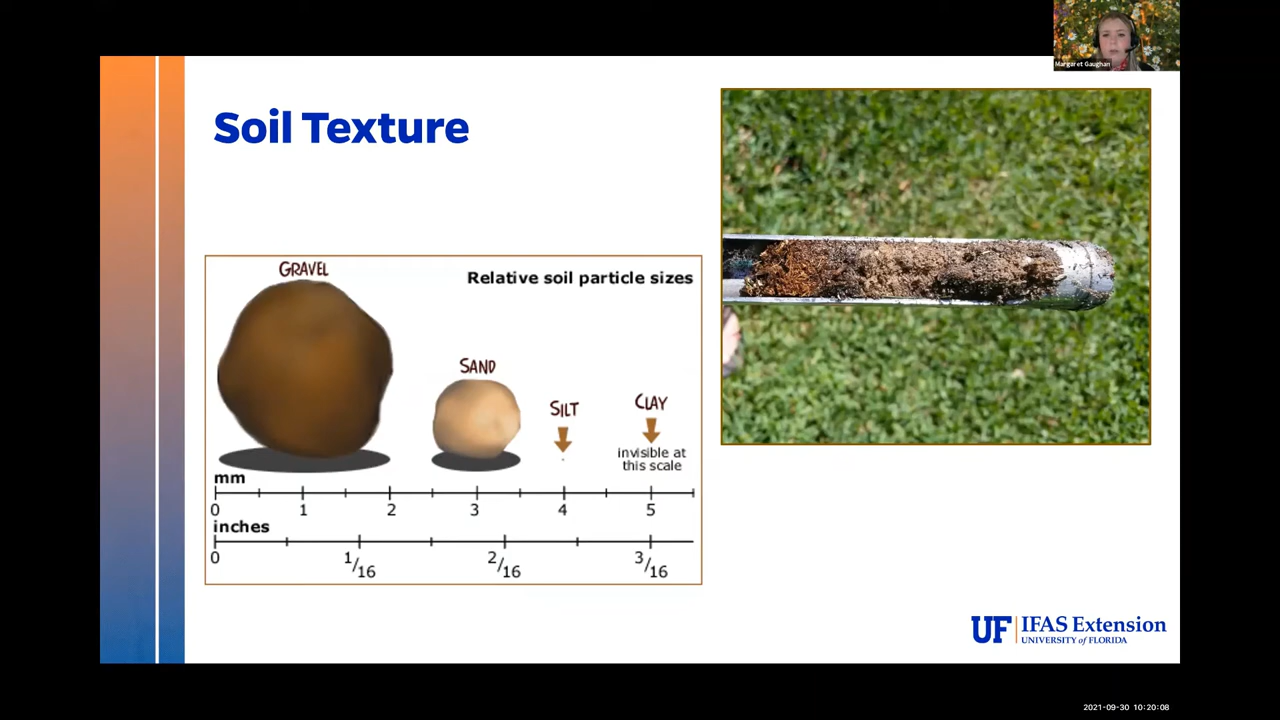 Margaret Gaughan
Soil Texture
GRAVEL
Relative soil particle sizes
SAND
SILT
CLAY
invisible at
this scale
mm
0 1 2 3 4 5
inches
0 1/16 2/16 3/16
UF IFAS Extension
UNIVERSITY of FLORIDA
2021-09-30 10:20:08